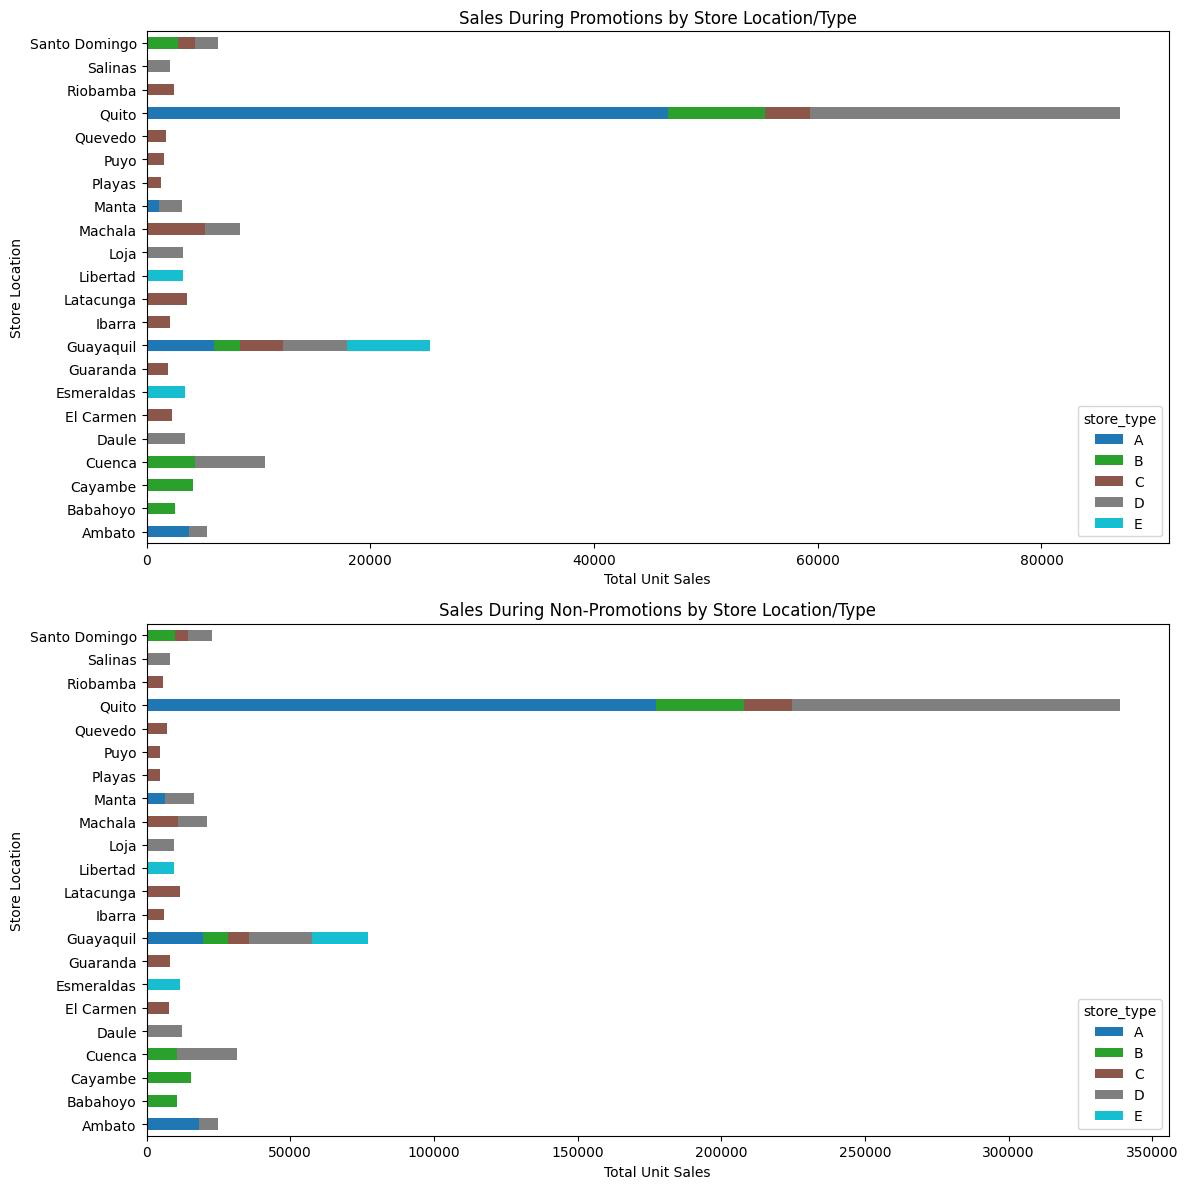 Sales During Promotions by Store Location/Type
Santo Domingo
Salinas
Riobamba
Quito
Quevedo
Puyo
Playas
Manta
Machala
Loja
Libertad
Latacunga
Ibarra
Guayaquil
Guaranda
Esmeraldas
El Carmen
Daule
Cuenca
Cayambe
Babahoyo
Ambato
Store Location
store_type
A
B
C
D
E
0 20000 40000 60000 80000
Total Unit Sales
Sales During Non-Promotions by Store Location/Type
Santo Domingo
Salinas
Riobamba
Quito
Quevedo
Puyo
Playas
Manta
Machala
Loja
Libertad
Latacunga
Ibarra
Guayaquil
Guaranda
Esmeraldas
El Carmen
Daule
Cuenca
Cayambe
Babahoyo
Ambato
Store Location
store_type
A
B
C
D
E
0 50000 100000 150000 200000 250000 300000 350000
Total Unit Sales